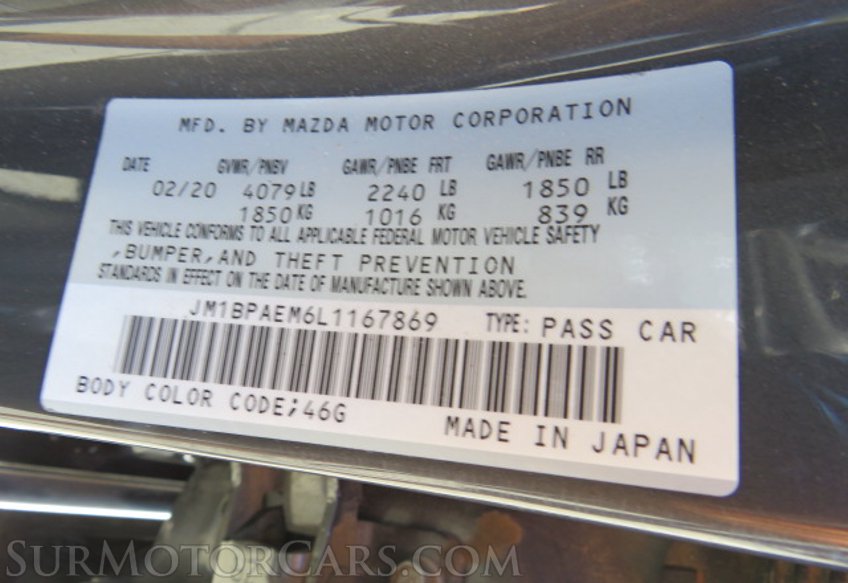 MFD. BY MAZDA MOTOR CORPORATION
DATE GVWR/PNBV GAWR/PNBE FRT GAWR/PNBE RR
02/20 4079 LB 2240 LB 1850 LB
1850 KG 1016 KG 839 KG
THIS VEHICLE CONFORMS TO ALL APPLICABLE FEDERAL MOTOR VEHICLE SAFETY
,BUMPER,AND THEFT PREVENTION
STANDARDS IN EFFECT ON THE DATE OF MANUFACTURE SHOWN ABOVE.
JM1BPAEM6L1167869 TYPE: PASS CAR
BODY COLOR CODE;46G
MADE IN JAPAN
SURMOTORCARS.COM